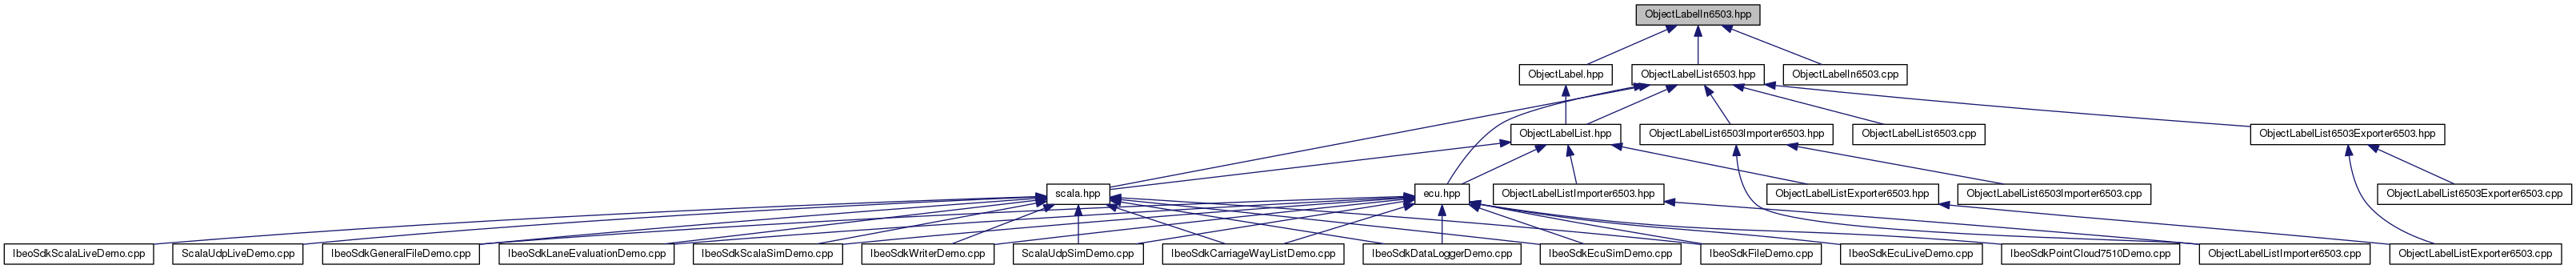 ObjectLabelIn6503.hpp
ObjectLabel.hpp
ObjectLabelList6503.hpp
ObjectLabelIn6503.cpp
ObjectLabelList.hpp
ObjectLabelList6503Importer6503.hpp
ObjectLabelList6503.cpp
ObjectLabelList6503Exporter6503.hpp
scala.hpp
ecu.hpp
ObjectLabelListImporter6503.hpp
ObjectLabelListExporter6503.hpp
ObjectLabelList6503Importer6503.cpp
ObjectLabelList6503Exporter6503.cpp
IbeoSdkScalaLiveDemo.cpp
ScalaUdpLiveDemo.cpp
IbeoSdkGeneralFileDemo.cpp
IbeoSdkLaneEvaluationDemo.cpp
IbeoSdkScalaSimDemo.cpp
IbeoSdkWriterDemo.cpp
ScalaUdpSimDemo.cpp
IbeoSdkCarriageWayListDemo.cpp
IbeoSdkDataLoggerDemo.cpp
IbeoSdkEcuSimDemo.cpp
IbeoSdkFileDemo.cpp
IbeoSdkEcuLiveDemo.cpp
IbeoSdkPointCloud7510Demo.cpp
ObjectLabelListImporter6503.cpp
ObjectLabelListExporter6503.cpp